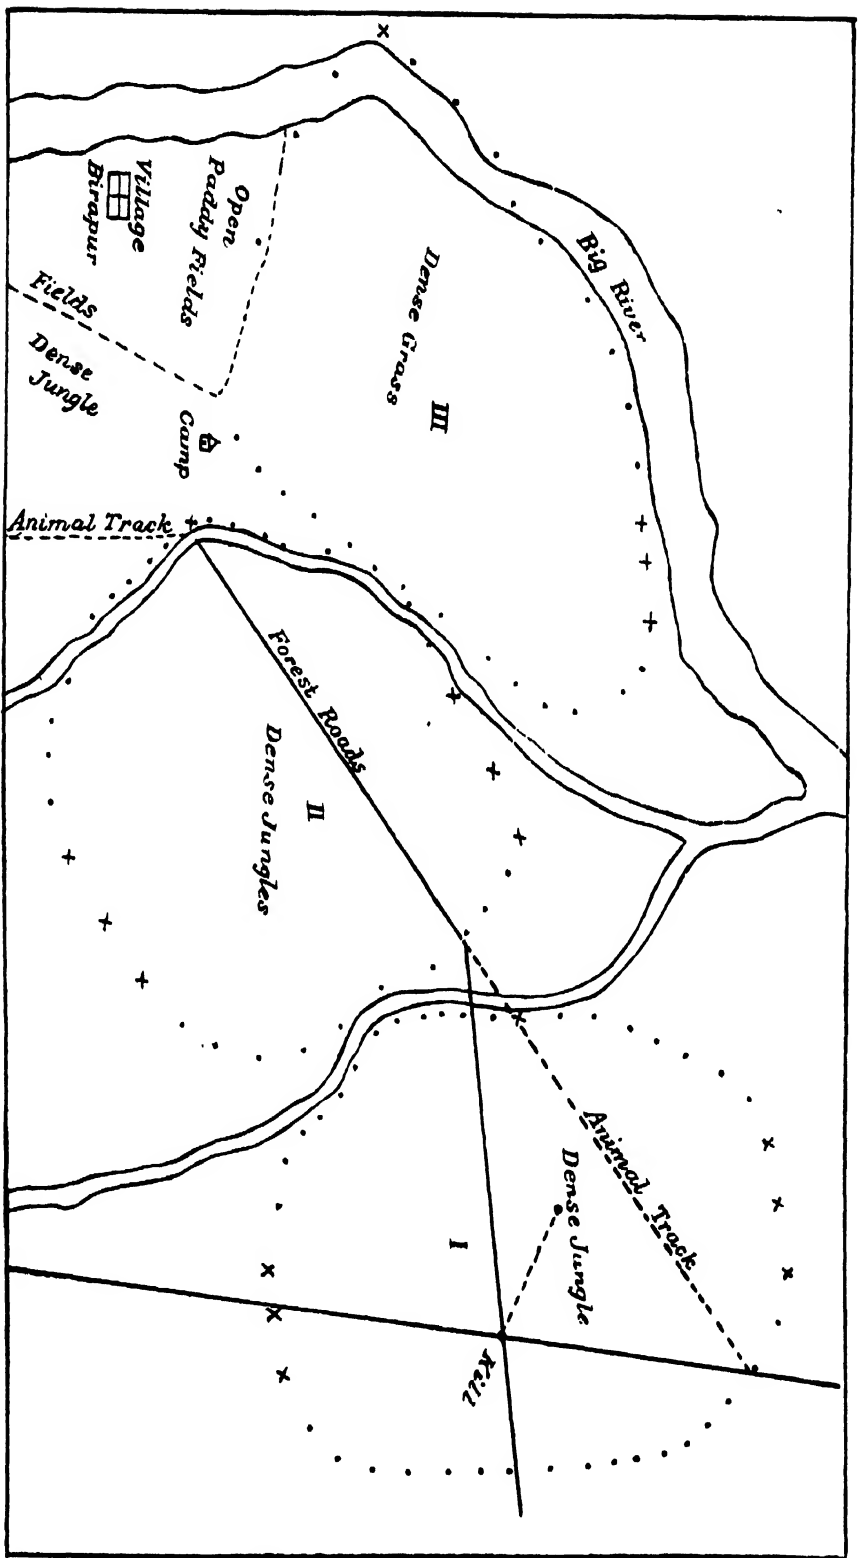 Big River
Open
Paddy Fields
Village
Birapur
Fields
Dense
Jungle
Dense Grass
III
Camp
Animal Track
Forest Roads
II
Dense Jungles
Animal Track
Dense Jungle
I
Kill